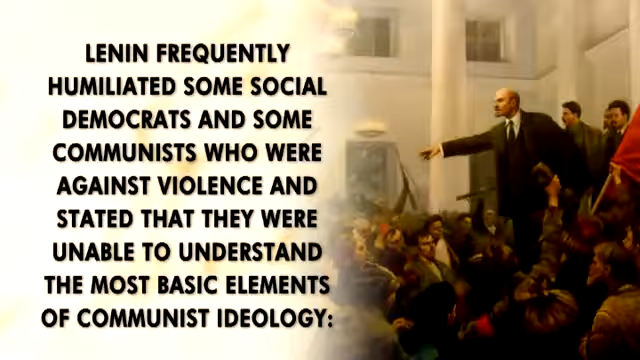 LENIN FREQUENTLY
HUMILIATED SOME SOCIAL
DEMOCRATS AND SOME
COMMUNISTS WHO WERE
AGAINST VIOLENCE AND
STATED THAT THEY WERE
UNABLE TO UNDERSTAND
THE MOST BASIC ELEMENTS
OF COMMUNIST IDEOLOGY: